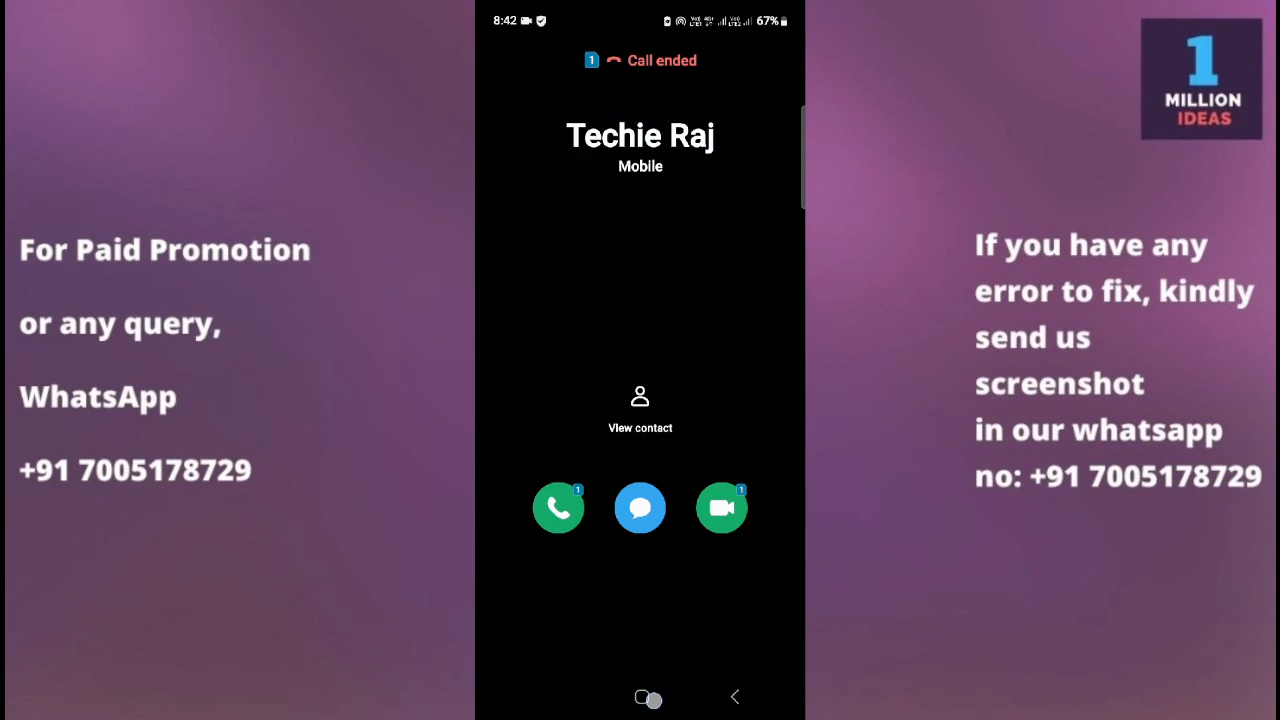 8:42
67%
1 Call ended
Techie Raj
Mobile
View contact
1
1
For Paid Promotion
or any query,
WhatsApp
+91 7005178729
1
MILLION
IDEAS
If you have any
error to fix, kindly
send us
screenshot
in our whatsapp
no: +91 7005178729